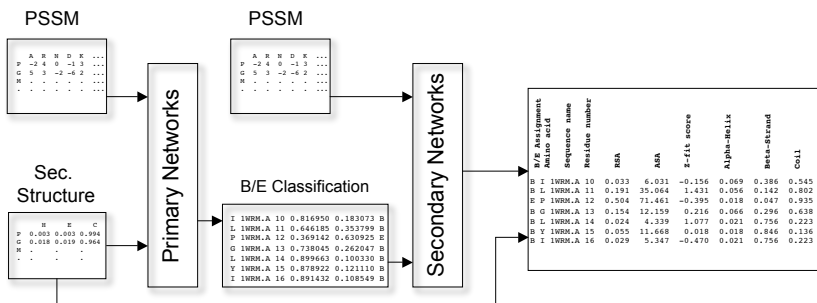 PSSM
A R N D K ...
P -2 4 0 -1 3 ...
G 5 3 -2 -6 2 ...
M . . . . .
. . . . . .
Sec.
Structure
H E C
P 0.003 0.003 0.994
G 0.018 0.019 0.964
M . . .
. . . .
Primary Networks
PSSM
A R N D K ...
P -2 4 0 -1 3 ...
G 5 3 -2 -6 2 ...
M . . . . .
. . . . . .
B/E Classification
I 1WRM.A 10 0.816950 0.183073 B
L 1WRM.A 11 0.646185 0.353799 B
P 1WRM.A 12 0.369142 0.630925 E
G 1WRM.A 13 0.738045 0.262047 B
L 1WRM.A 14 0.899663 0.100330 B
Y 1WRM.A 15 0.878922 0.121110 B
I 1WRM.A 16 0.891432 0.108549 B
Secondary Networks
B/E Assignment
Amino acid
Sequence name
Residue number
RSA
ASA
Z-fit score
Alpha-Helix
Beta-Strand
Coil
B I 1WRM.A 10 0.033 6.031 -0.156 0.069 0.386 0.545
B L 1WRM.A 11 0.191 35.064 1.431 0.056 0.142 0.802
E P 1WRM.A 12 0.504 71.461 -0.395 0.018 0.047 0.935
B G 1WRM.A 13 0.154 12.159 0.216 0.066 0.296 0.638
B L 1WRM.A 14 0.024 4.339 1.077 0.021 0.756 0.223
B Y 1WRM.A 15 0.055 11.668 0.018 0.018 0.846 0.136
B I 1WRM.A 16 0.029 5.347 -0.470 0.021 0.756 0.223